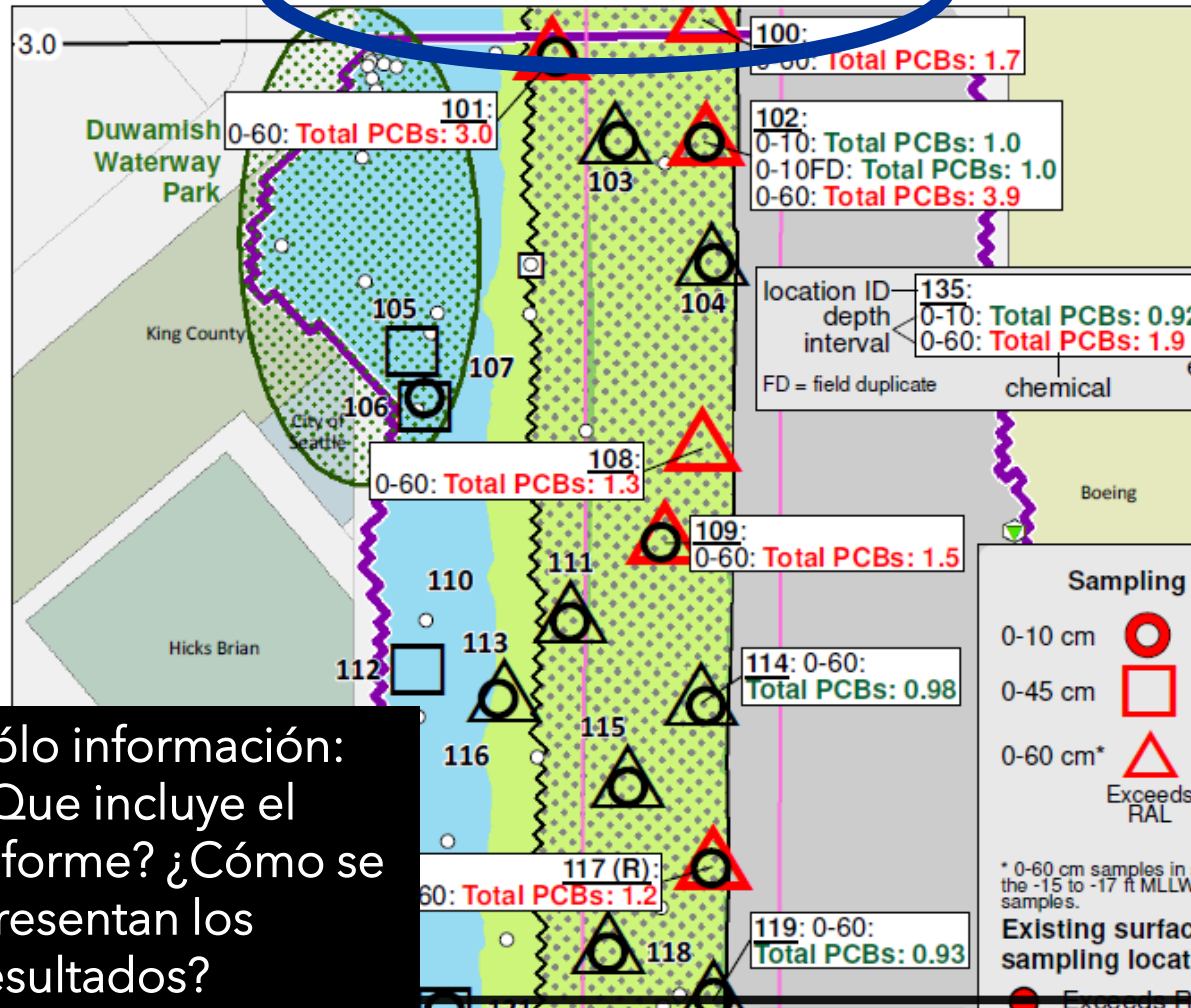 3.0
100:
0-60: Total PCBs: 1.7
101:
0-60: Total PCBs: 3.0
Duwamish
Waterway
Park
102:
0-10: Total PCBs: 1.0
0-10FD: Total PCBs: 1.0
0-60: Total PCBs: 3.9
103
104
105
King County
107
106
City of
Seattle
location ID
depth
interval
135:
0-10: Total PCBs: 0.92
0-60: Total PCBs: 1.9
FD = field duplicate
chemical
108:
0-60: Total PCBs: 1.3
Boeing
109:
0-60: Total PCBs: 1.5
111
110
113
112
Hicks Brian
114: 0-60:
Total PCBs: 0.98
115
116
Sampling
0-10 cm
0-45 cm
0-60 cm*
Exceeds
RAL
* 0-60 cm samples in
the -15 to -17 ft MLLW
samples.
Existing surfac
sampling locat
Exceeds R
117 (R):
60: Total PCBs: 1.2
118
119: 0-60:
Total PCBs: 0.93
ólo información:
Que incluye el
forme? ¿Cómo se
resentan los
esultados?